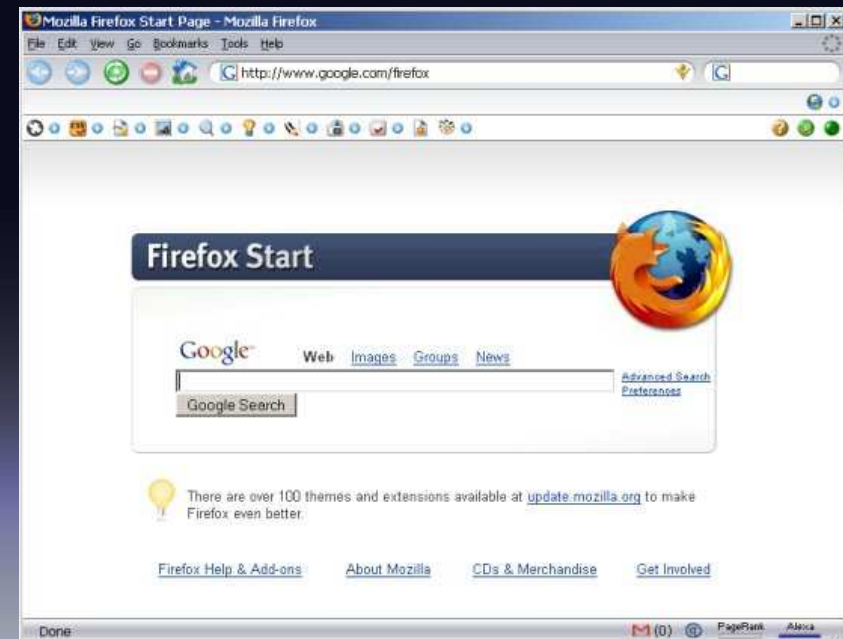 Mozilla Firefox Start Page - Mozilla Firefox
File Edit View Go Bookmarks Tools Help
G http://www.google.com/firefox G
Firefox Start
Google™ Web Images Groups News
Advanced Search
Preferences
Google Search
There are over 100 themes and extensions available at update.mozilla.org to make
Firefox even better.
Firefox Help & Add-ons About Mozilla CDs & Merchandise Get Involved
Done (0) PageRank Alexa